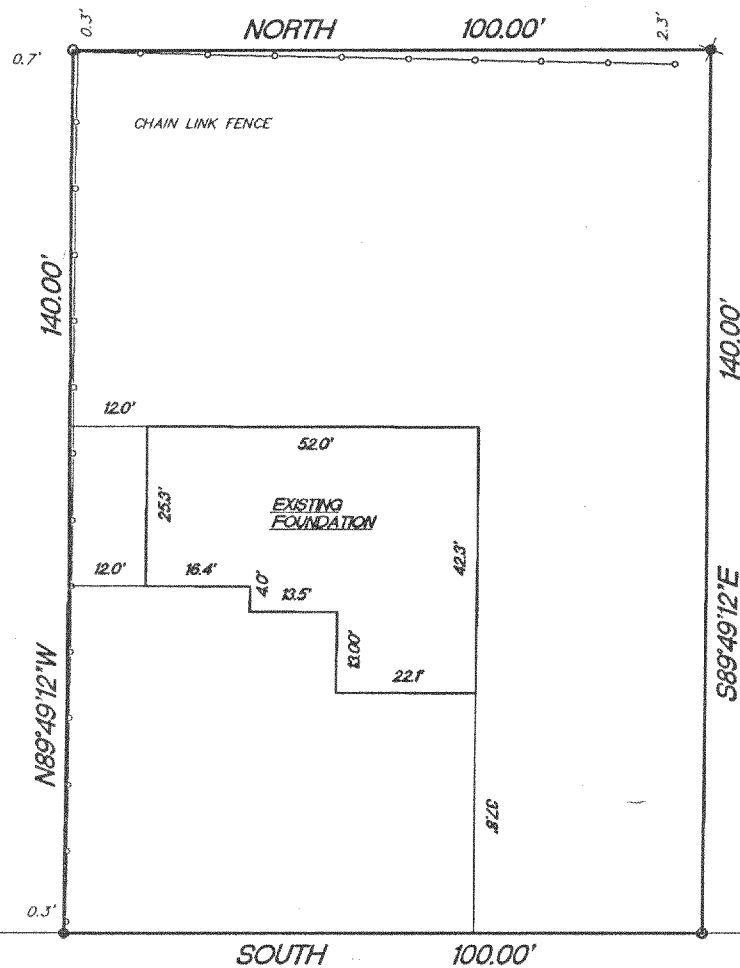 0.3'
NORTH 100.00'
2.3'
0.7'
CHAIN LINK FENCE
140.00'
140.00'
12.0'
52.0'
25.3'
EXISTING
FOUNDATION
42.3'
12.0'
16.4'
4.0'
13.5'
S89°49'12"E
13.00'
N89°49'12"W
22.1'
37.8'
0.3'
SOUTH 100.00'